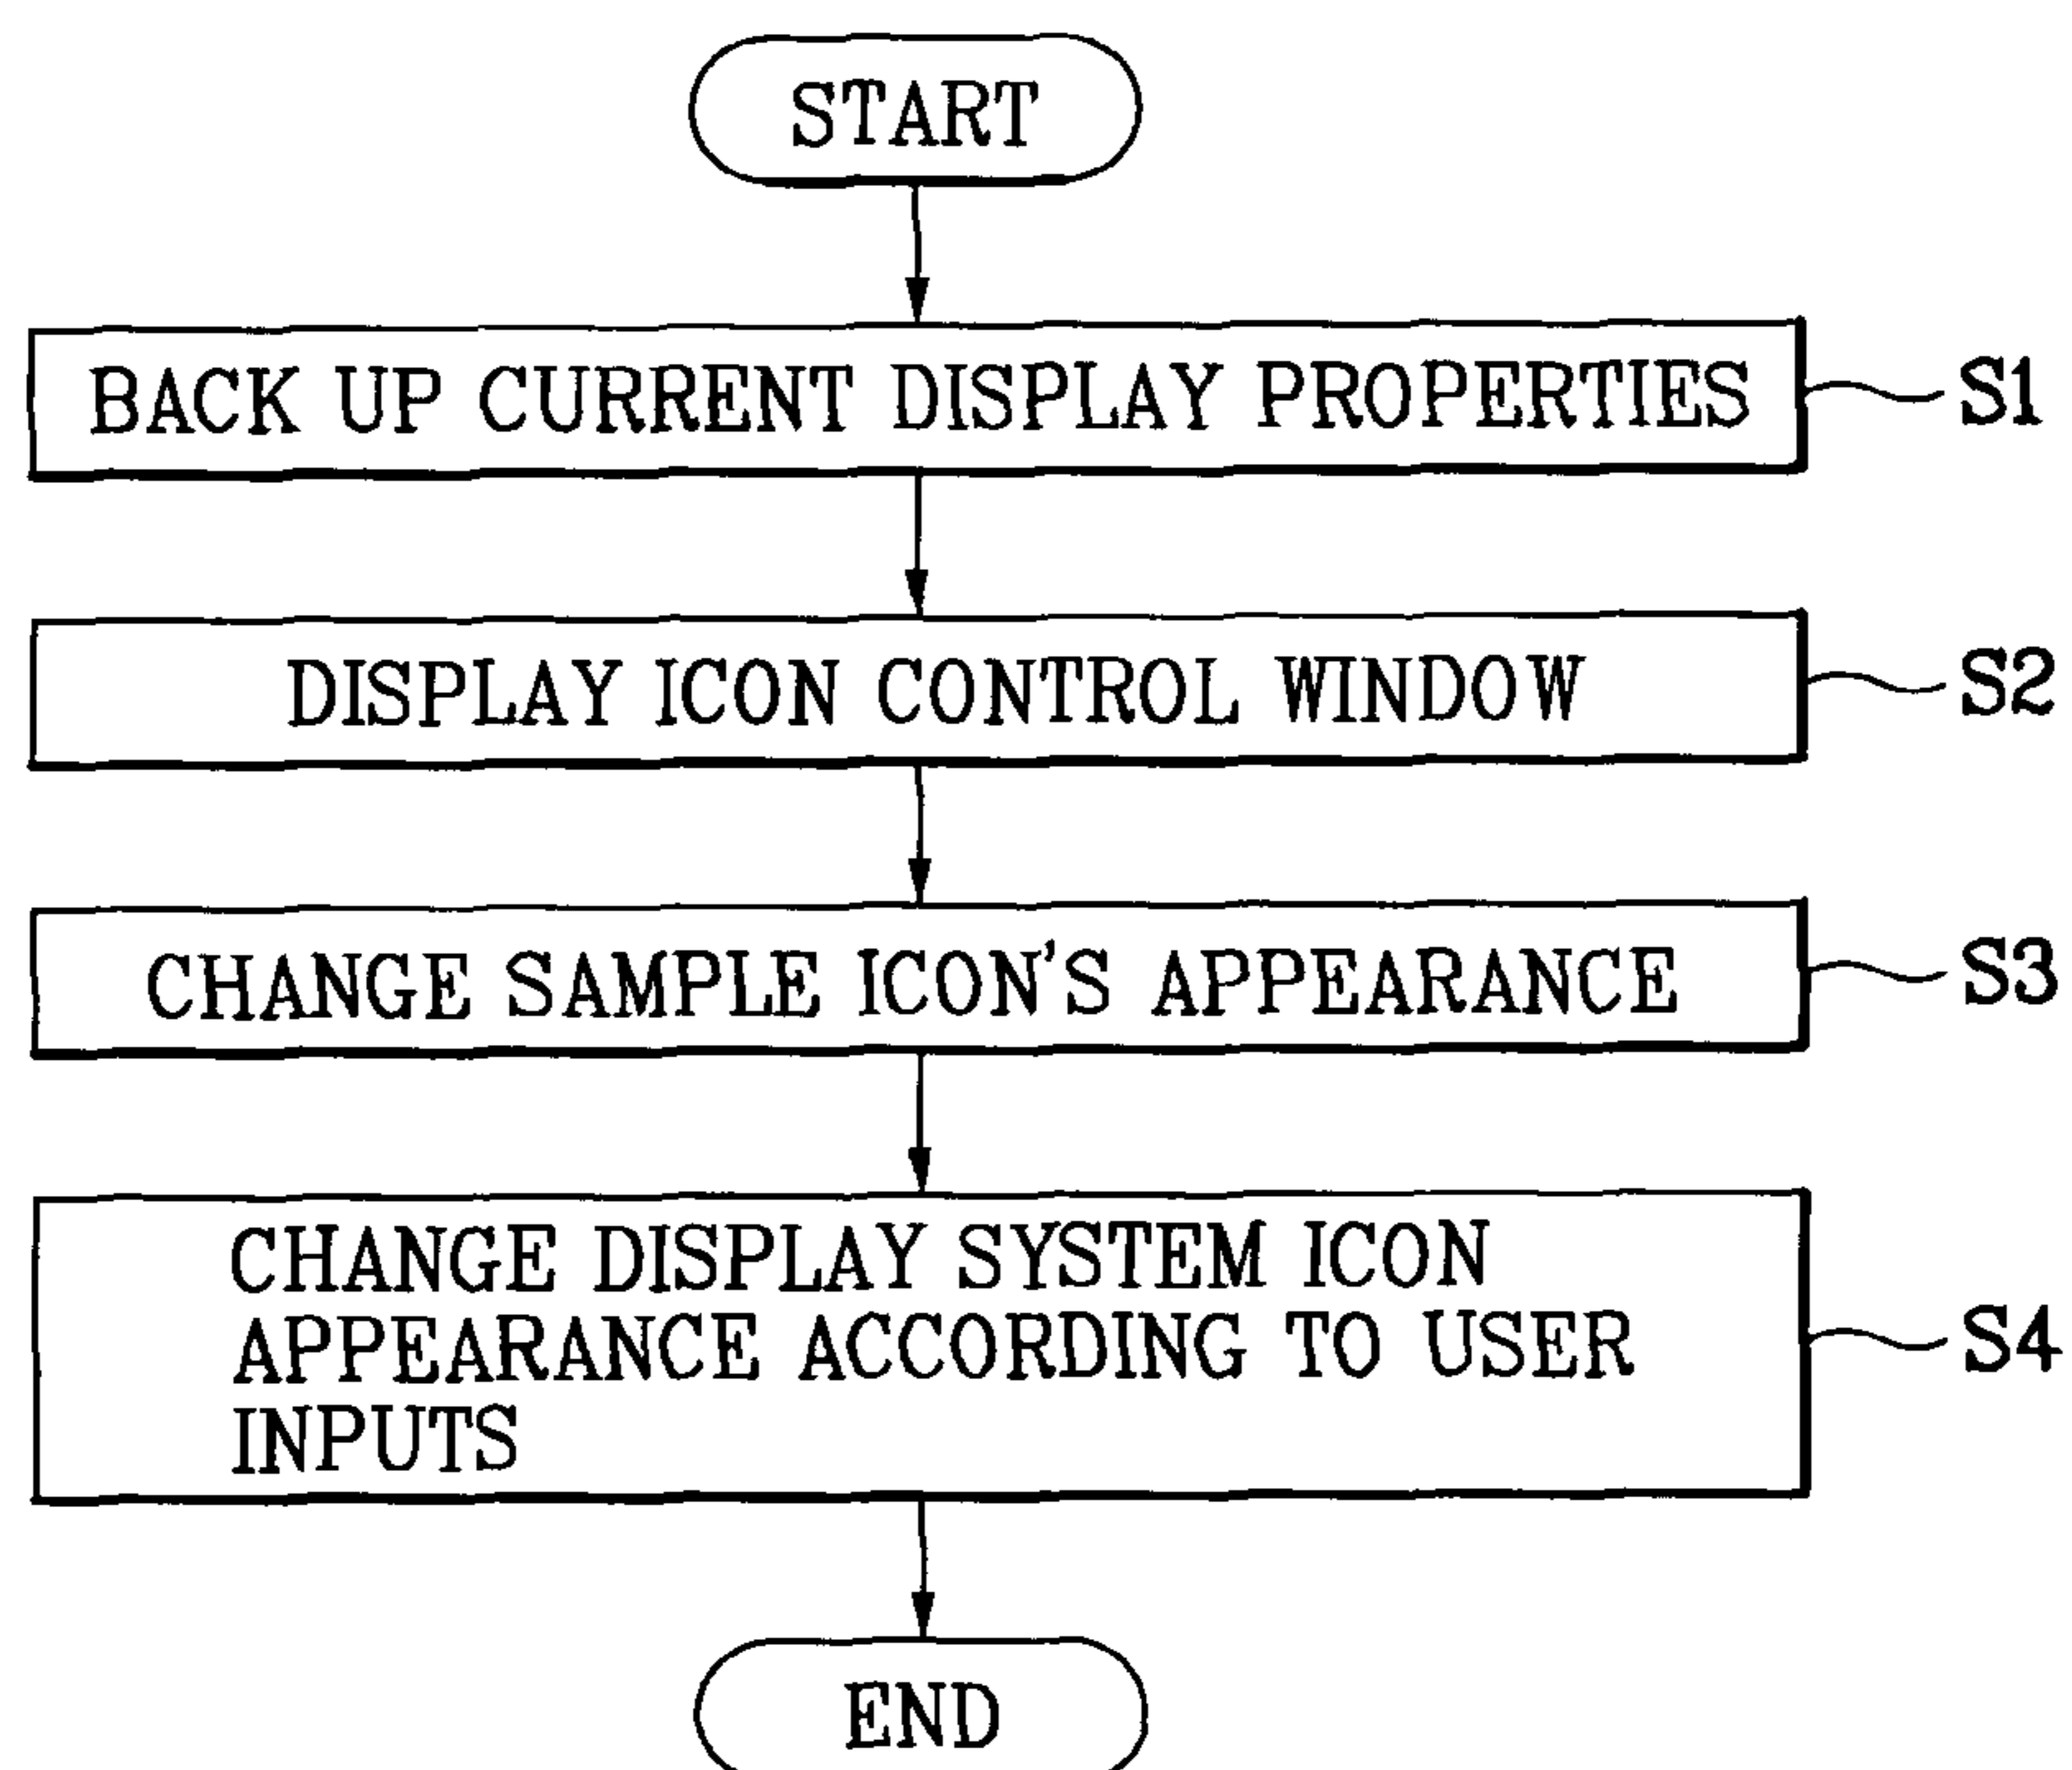 START
BACK UP CURRENT DISPLAY PROPERTIES
S1
DISPLAY ICON CONTROL WINDOW
S2
CHANGE SAMPLE ICON'S APPEARANCE
S3
CHANGE DISPLAY SYSTEM ICON
APPEARANCE ACCORDING TO USER
INPUTS
S4
END